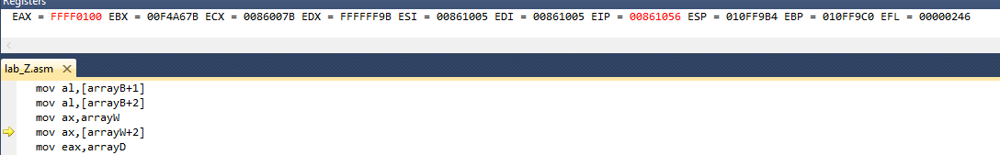 Registers
EAX = FFFF0100 EBX = 00F4A67B ECX = 0086007B EDX = FFFFFF9B ESI = 00861005 EDI = 00861005 EIP = 00861056 ESP = 010FF9B4 EBP = 010FF9C0 EFL = 00000246
lab_Z.asm
mov al,[arrayB+1]
mov al,[arrayB+2]
mov ax,arrayW
mov ax,[arrayW+2]
mov eax,arrayD